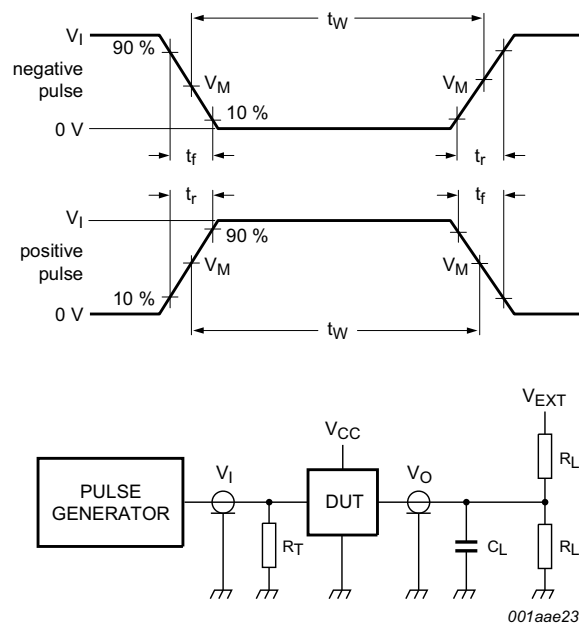 V_I
t_W
90 %
negative
pulse
V_M
V_M
10 %
0 V
t_f
t_r
t_r
t_f
V_I
90 %
positive
pulse
V_M
V_M
10 %
0 V
t_W
V_EXT
V_CC
R_L
V_I
V_O
PULSE
GENERATOR
DUT
R_T
C_L
R_L
001aae23